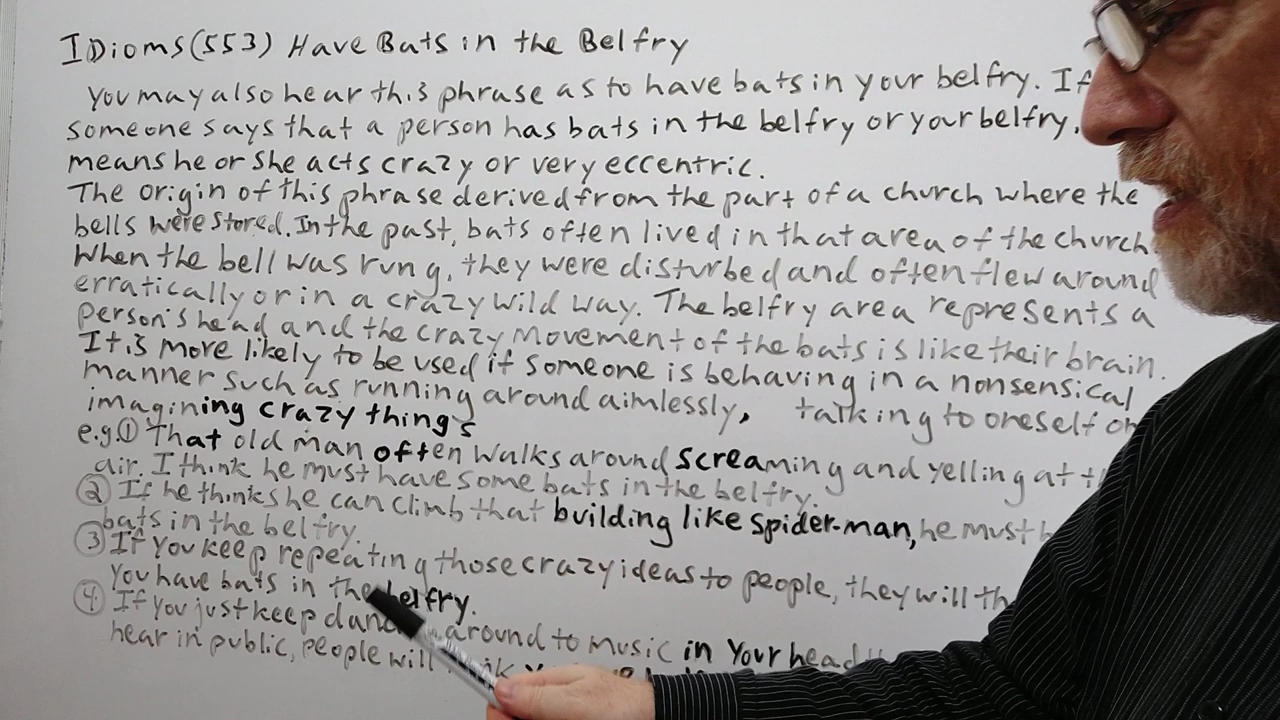 IDioms (553) Have Bats in the Belfry
You may also hear this phrase as to have bats in your belfry. If
someone says that a person has bats in the belfry or your belfry,
means he or she acts crazy or very eccentric.
The origin of this phrase derived from the part of a church where the
bells were stored. In the past, bats often lived in that area of the church
When the bell was rung, they were disturbed and often flew around
erratically or in a crazy wild way. The belfry area represents a
person's head and the crazy movement of the bats is like their brain.
It is more likely to be used if someone is behaving in a nonsensical
manner such as running around aimlessly, talking to oneself or
imagining crazy things
e.g. ① That old man often walks around screaming and yelling at
air. I think he must have some bats in the belfry.
② If he thinks he can climb that building like spider-man, he must
bats in the belfry.
③ If you keep repeating those crazy ideas to people, they will
you have bats in the belfry.
④ If you just keep around to music in your head
hear in public, people will